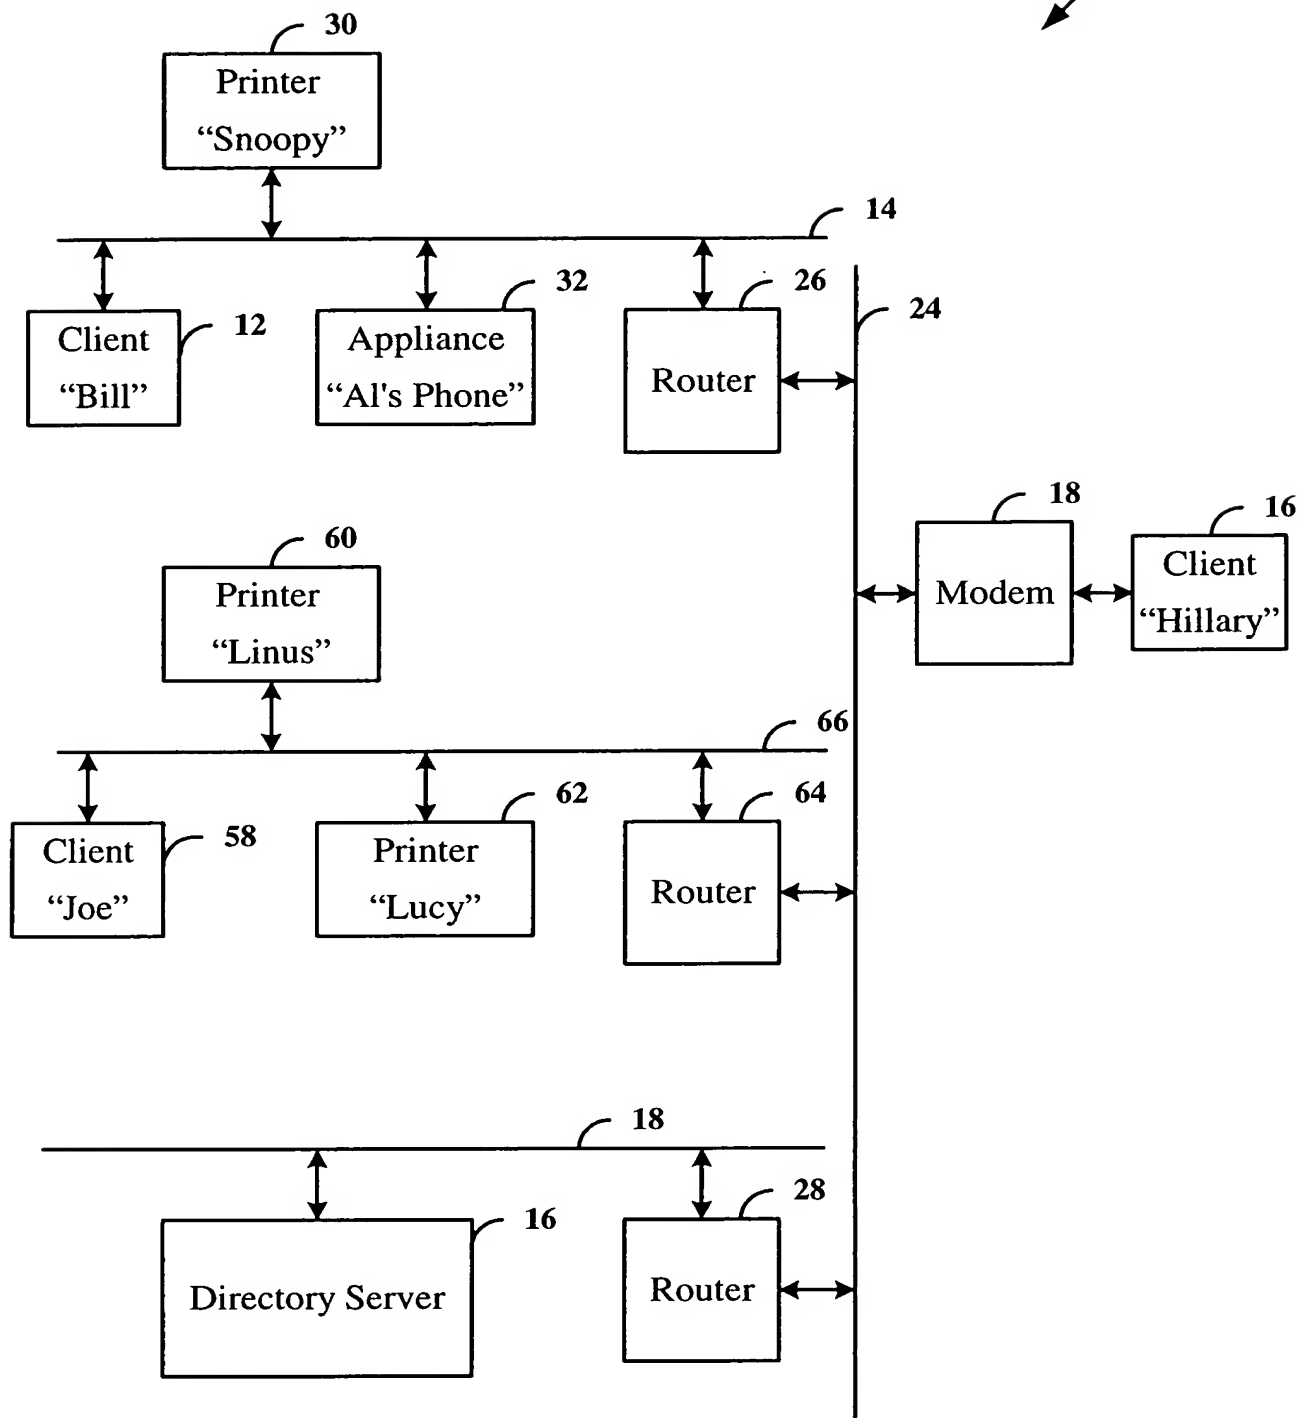 30
Printer
“Snoopy”
14
32
26
24
12
Client
“Bill”
Appliance
“Al's Phone”
Router
18
16
Modem
Client
“Hillary”
60
Printer
“Linus”
66
62
64
58
Client
“Joe”
Printer
“Lucy”
Router
18
28
16
Directory Server
Router